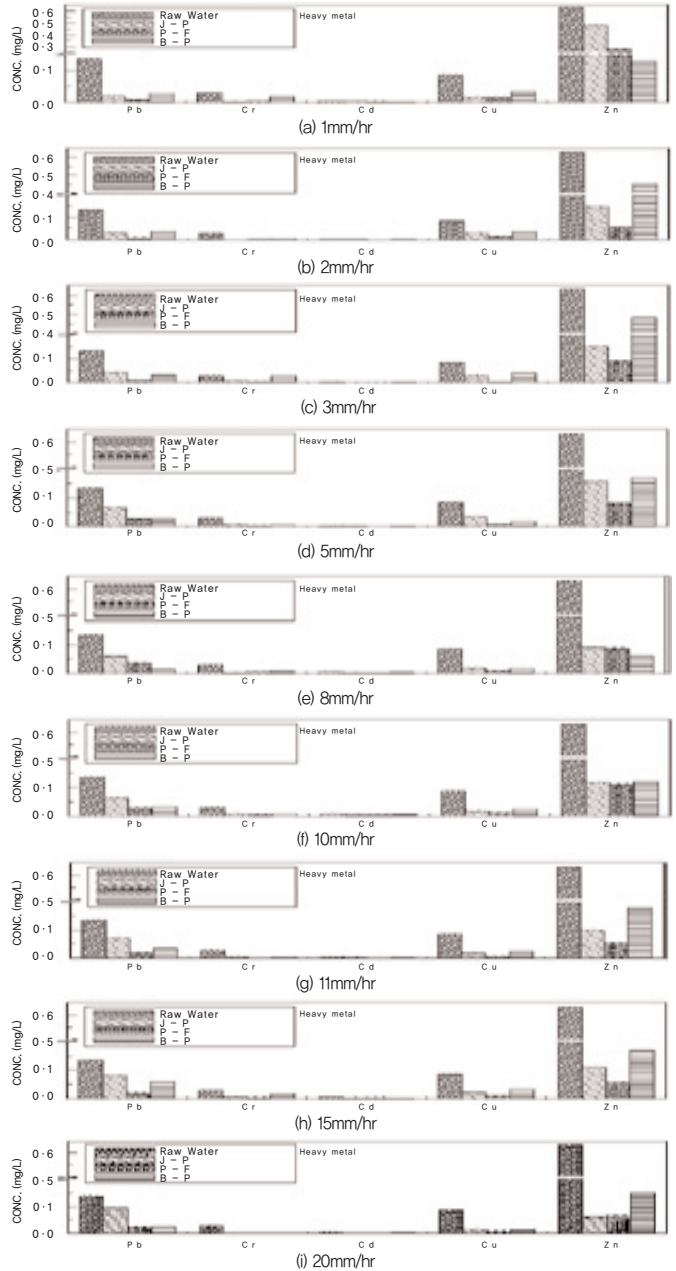 CONC. (mg/L)
0·6
0·5
0·4
0·3
0·1
0·0
Raw Water
J – P
P – F
B – P
Heavy metal
Pb Cr Cd Cu Zn
(a) 1mm/hr
CONC. (mg/L)
0·6
0·5
0·4
0·1
0·0
Raw Water
J – P
P – F
B – P
Heavy metal
Pb Cr Cd Cu Zn
(b) 2mm/hr
CONC. (mg/L)
0·6
0·5
0·4
0·1
0·0
Raw Water
J – P
P – F
B – P
Heavy metal
Pb Cr Cd Cu Zn
(c) 3mm/hr
CONC. (mg/L)
0·6
0·5
0·1
0·0
Raw Water
J – P
P – F
B – P
Heavy metal
Pb Cr Cd Cu Zn
(d) 5mm/hr
CONC. (mg/L)
0·6
0·5
0·1
0·0
Raw Water
J – P
P – F
B – P
Heavy metal
Pb Cr Cd Cu Zn
(e) 8mm/hr
CONC. (mg/L)
0·6
0·5
0·1
0·0
Raw Water
J – P
P – F
B – P
Heavy metal
Pb Cr Cd Cu Zn
(f) 10mm/hr
CONC. (mg/L)
0·6
0·5
0·1
0·0
Raw Water
J – P
P – F
B – P
Heavy metal
Pb Cr Cd Cu Zn
(g) 11mm/hr
CONC. (mg/L)
0·6
0·5
0·1
0·0
Raw Water
J – P
P – F
B – P
Heavy metal
Pb Cr Cd Cu Zn
(h) 15mm/hr
CONC. (mg/L)
0·6
0·5
0·1
0·0
Raw Water
J – P
P – F
B – P
Heavy metal
Pb Cr Cd Cu Zn
(i) 20mm/hr